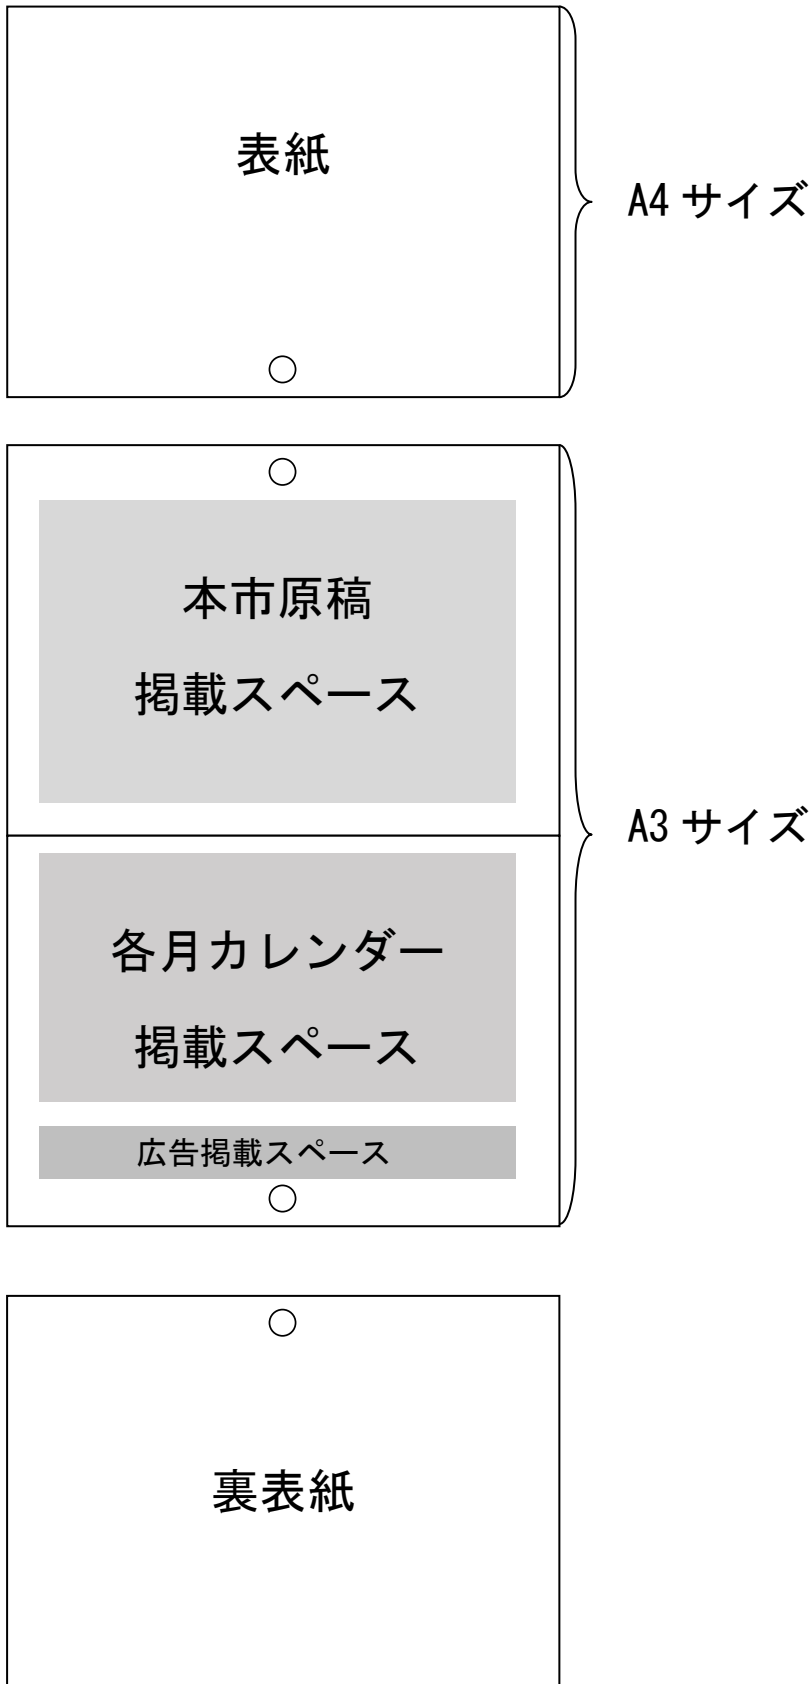 表紙
A4 サイズ
本市原稿
掲載スペース
A3 サイズ
各月カレンダー
掲載スペース
広告掲載スペース
裏表紙